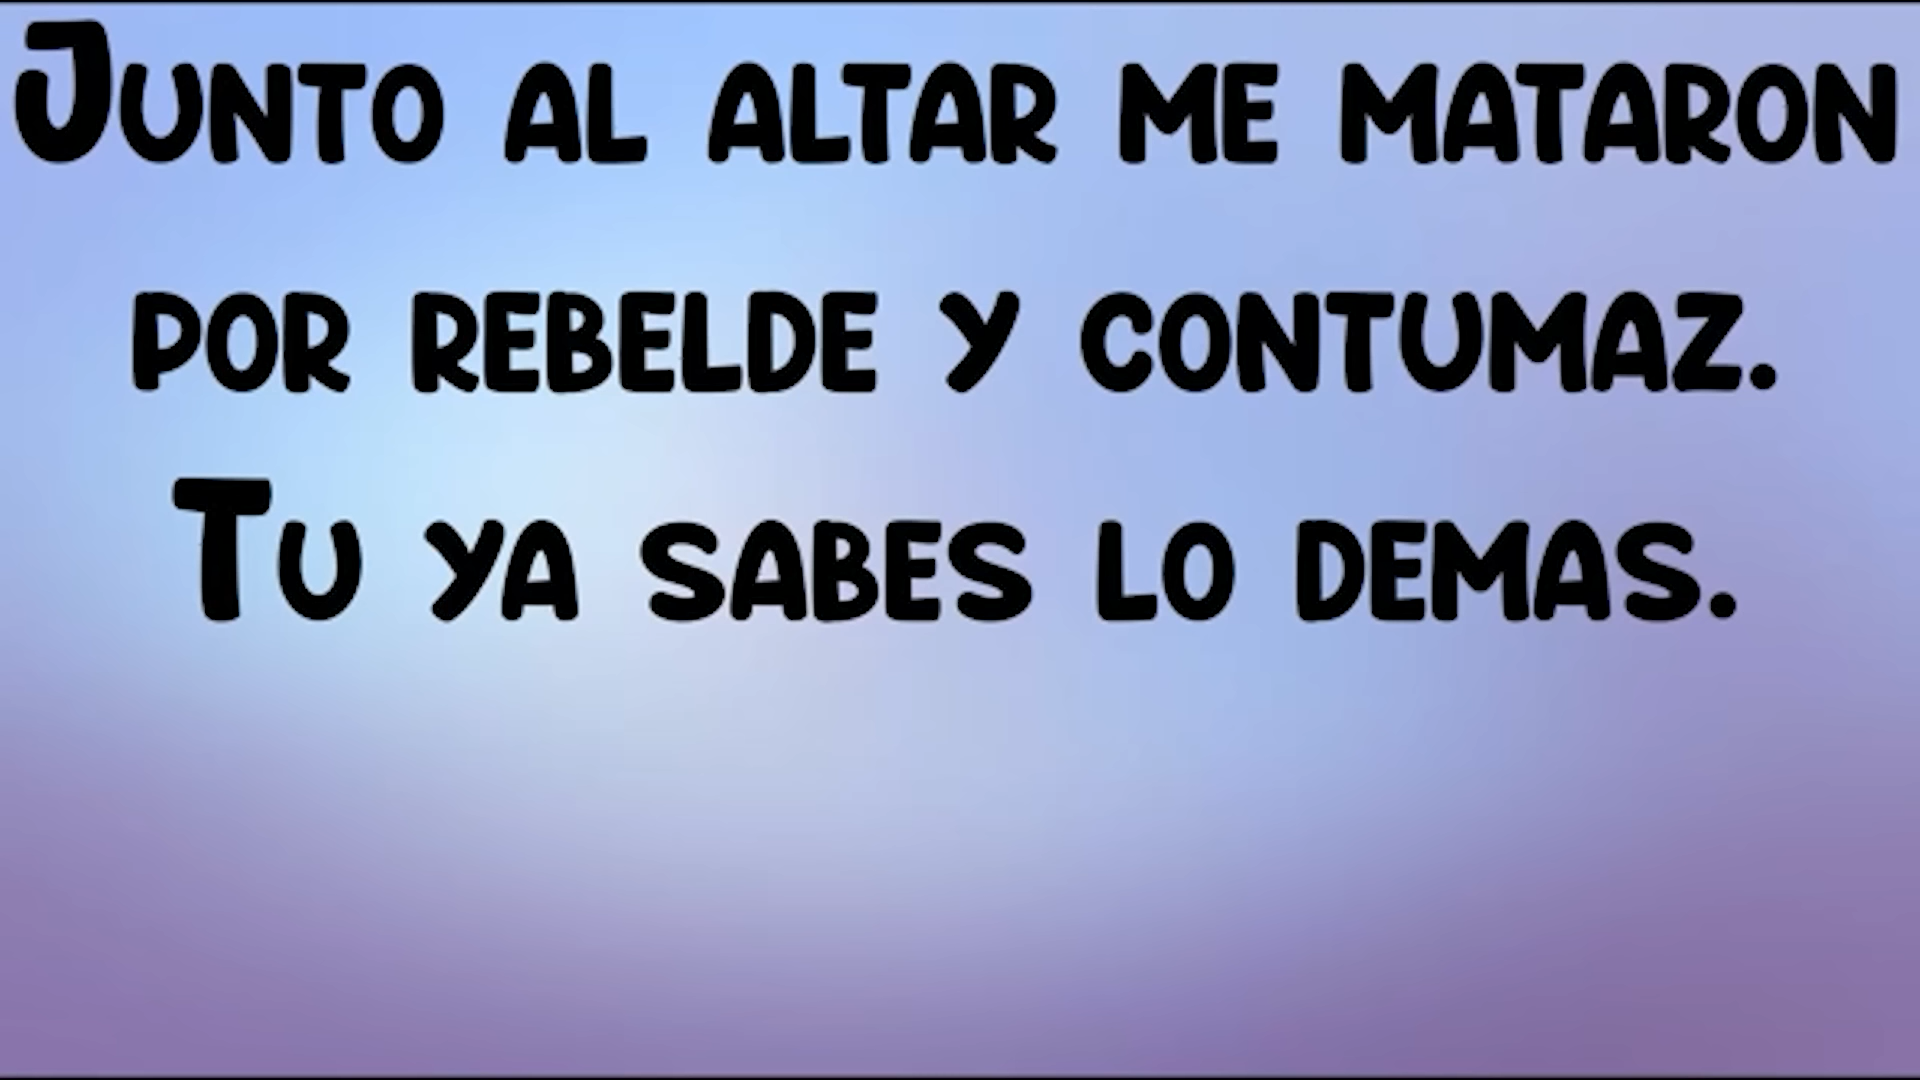 Junto al altar me mataron
por rebelde y contumaz.
Tu ya sabes lo demas.